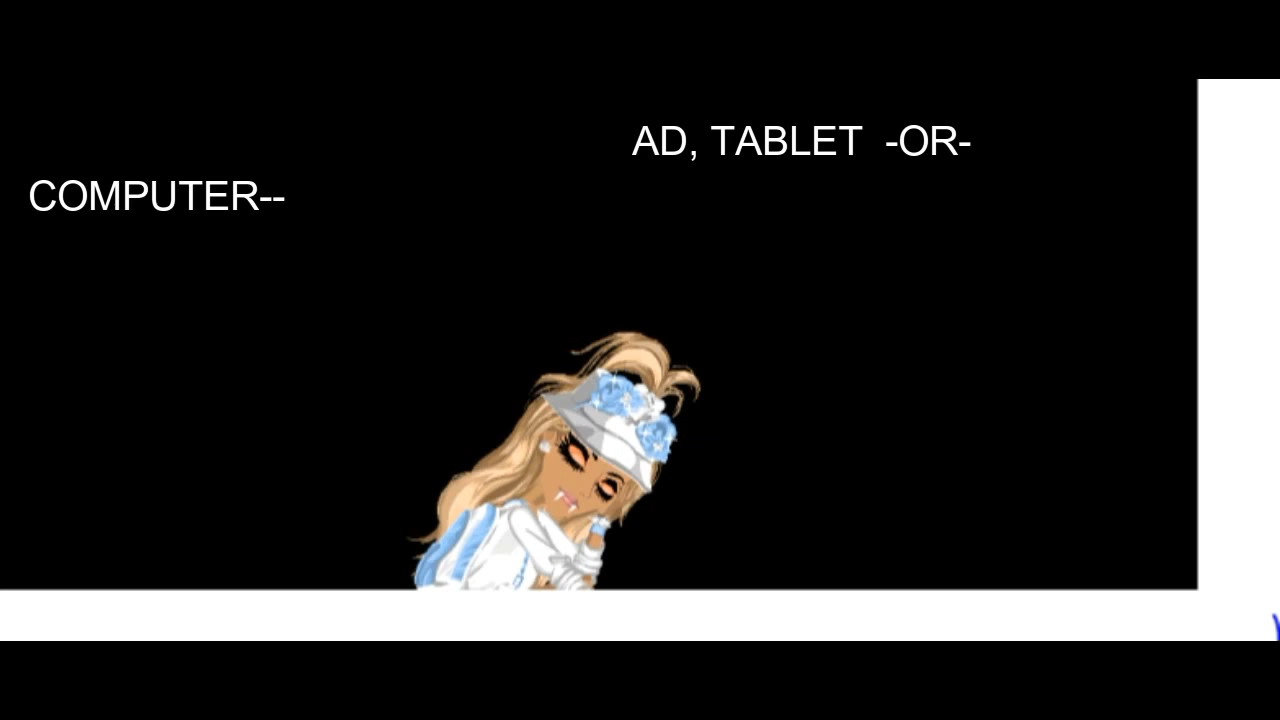 AD, TABLET -OR-
COMPUTER--